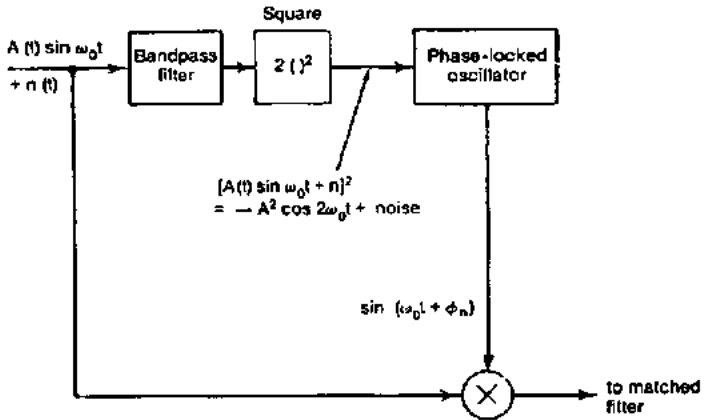 Square
A (t) sin ω₀t
+ n (t)
Bandpass
filter
2 ( )²
Phase-locked
oscillator
[A(t) sin ω₀t + n]²
= − A² cos 2ω₀t + noise
sin (ω₀t + ϕₙ)
×
to matched
filter